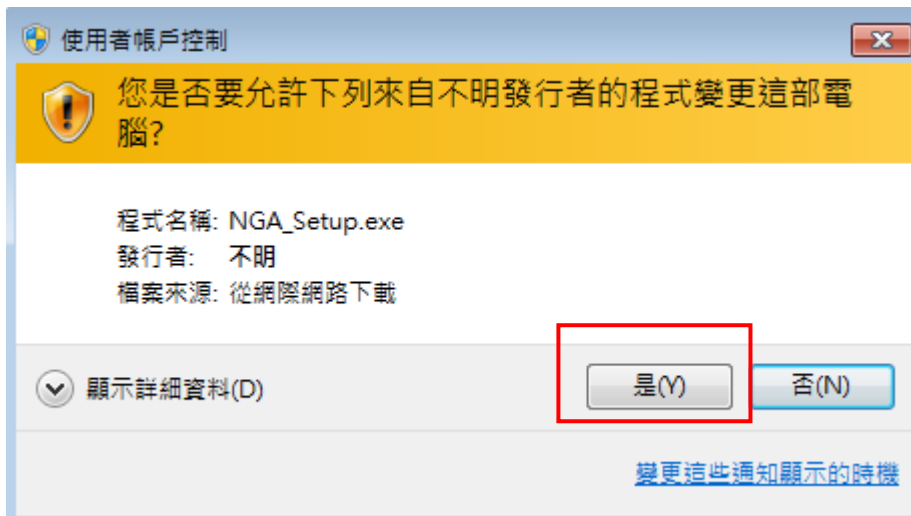 使用者帳戶控制
您是否要允許下列來自不明發行者的程式變更這部電
腦?
程式名稱: NGA_Setup.exe
發行者: 不明
檔案來源: 從網際網路下載
顯示詳細資料(D)
是(Y)
否(N)
變更這些通知顯示的時機